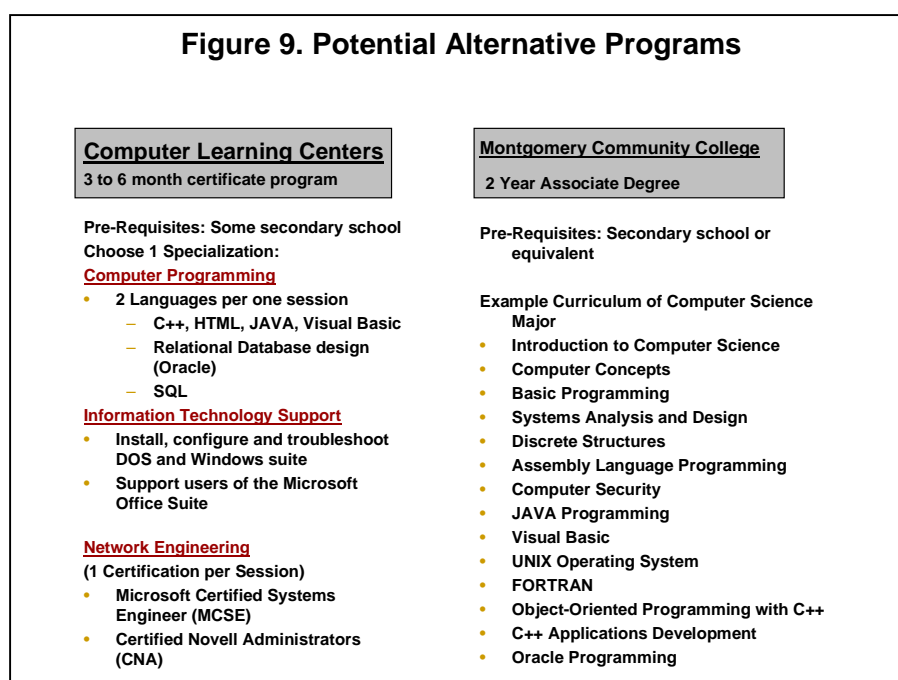 Figure 9. Potential Alternative Programs
Computer Learning Centers
3 to 6 month certificate program
Pre-Requisites: Some secondary school
Choose 1 Specialization:
Computer Programming
• 2 Languages per one session
– C++, HTML, JAVA, Visual Basic
– Relational Database design
(Oracle)
– SQL
Information Technology Support
• Install, configure and troubleshoot
DOS and Windows suite
• Support users of the Microsoft
Office Suite
Network Engineering
(1 Certification per Session)
• Microsoft Certified Systems
Engineer (MCSE)
• Certified Novell Administrators
(CNA)
Montgomery Community College
2 Year Associate Degree
Pre-Requisites: Secondary school or
equivalent
Example Curriculum of Computer Science
Major
• Introduction to Computer Science
• Computer Concepts
• Basic Programming
• Systems Analysis and Design
• Discrete Structures
• Assembly Language Programming
• Computer Security
• JAVA Programming
• Visual Basic
• UNIX Operating System
• FORTRAN
• Object-Oriented Programming with C++
• C++ Applications Development
• Oracle Programming